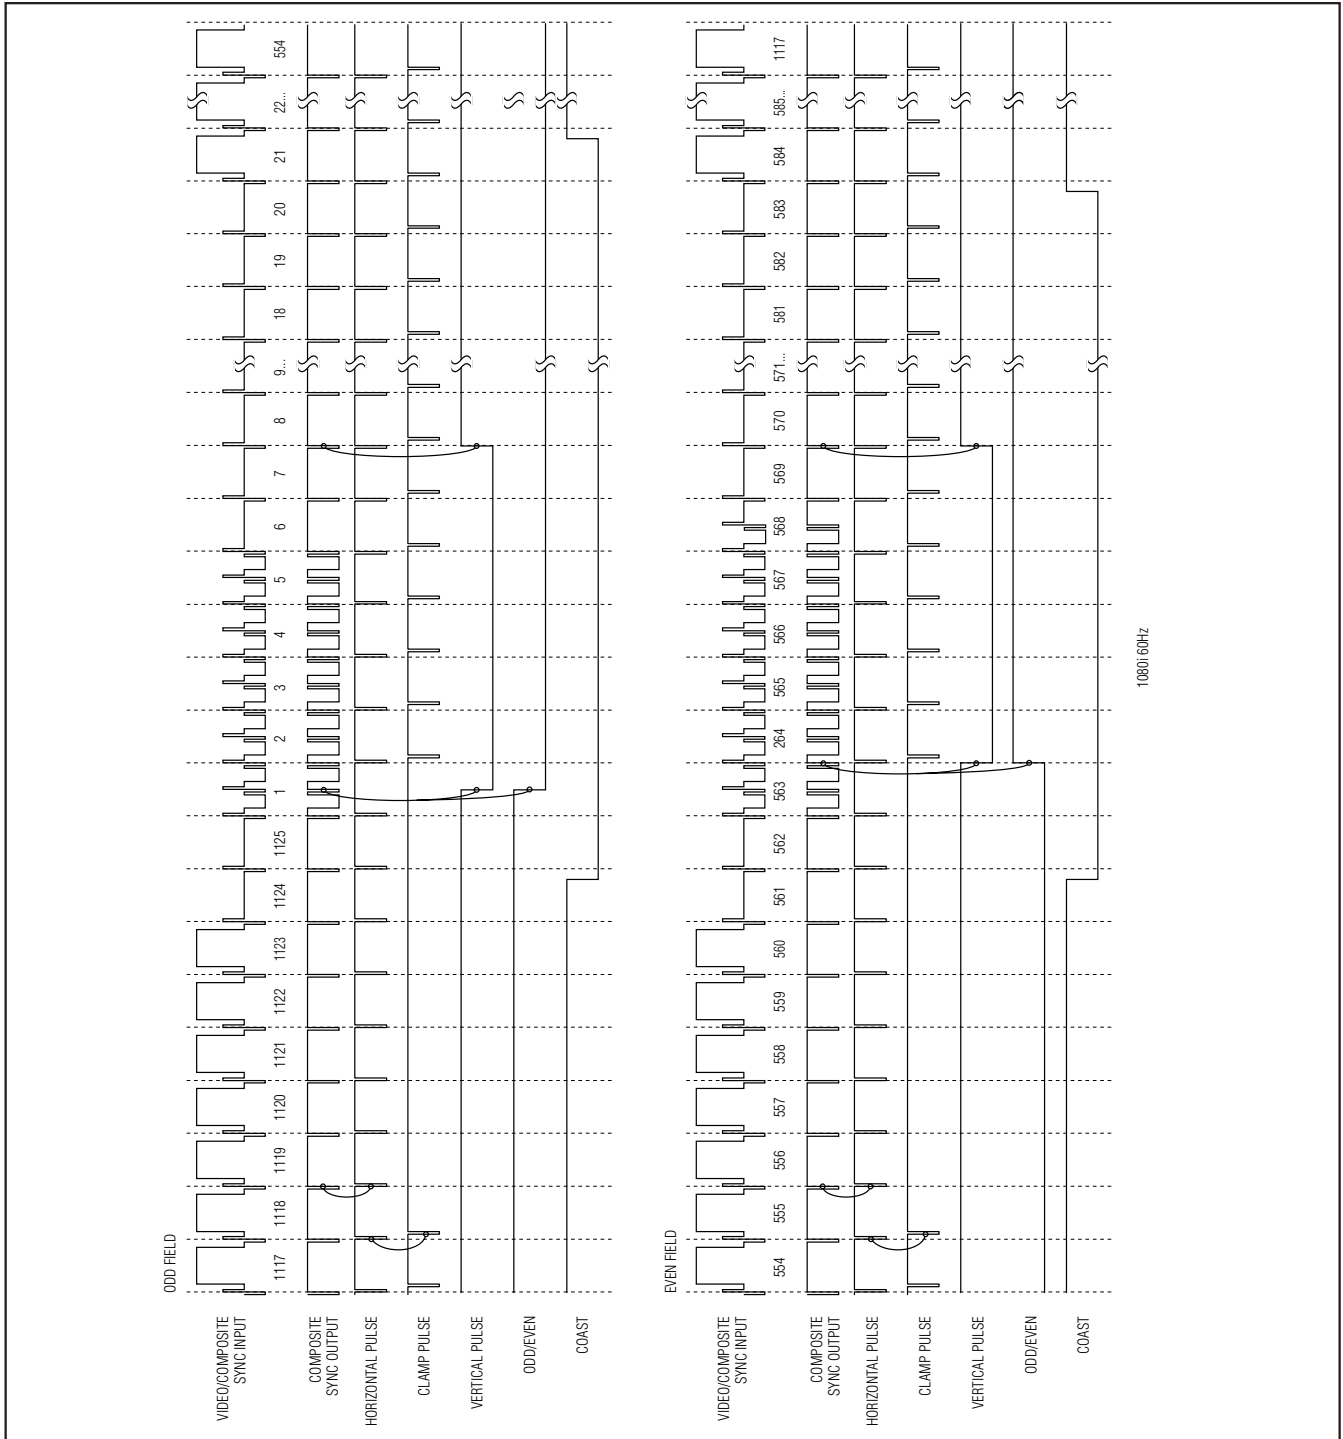 ODD FIELD
VIDEO/COMPOSITE
SYNC INPUT
1117 1118 1119 1120 1121 1122 1123 1124 1125 1 2 3 4 5 6 7 8 9... 18 19 20 21 22... 554
COMPOSITE
SYNC OUTPUT
HORIZONTAL PULSE
CLAMP PULSE
VERTICAL PULSE
ODD/EVEN
COAST
EVEN FIELD
VIDEO/COMPOSITE
SYNC INPUT
554 555 556 557 558 559 560 561 562 563 264 565 566 567 568 569 570 571... 581 582 583 584 585... 1117
COMPOSITE
SYNC OUTPUT
HORIZONTAL PULSE
CLAMP PULSE
VERTICAL PULSE
ODD/EVEN
COAST
1080i 60Hz